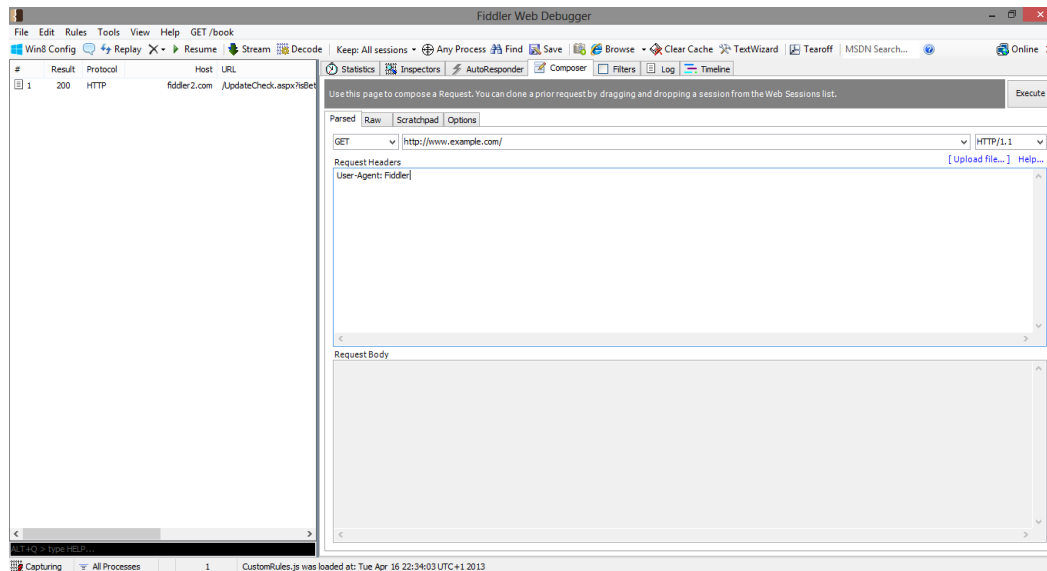 Fiddler Web Debugger
File Edit Rules Tools View Help GET /book
Win8 Config Replay X Resume Stream Decode Keep: All sessions Any Process Find Save Browse Clear Cache TextWizard Tearoff MSDN Search... Online
# Result Protocol Host URL
Statistics Inspectors AutoResponder Composer Filters Log Timeline
1 200 HTTP fiddler2.com /UpdateCheck.aspx?isBet
Use this page to compose a Request. You can clone a prior request by dragging and dropping a session from the Web Sessions list.
Execute
Parsed Raw Scratchpad Options
GET http://www.example.com/ HTTP/1.1
Request Headers [ Upload file... ] Help...
User-Agent: Fiddler
Request Body
ALT+Q > type HELP...
Capturing All Processes 1 CustomRules.js was loaded at: Tue Apr 16 22:34:03 UTC+1 2013